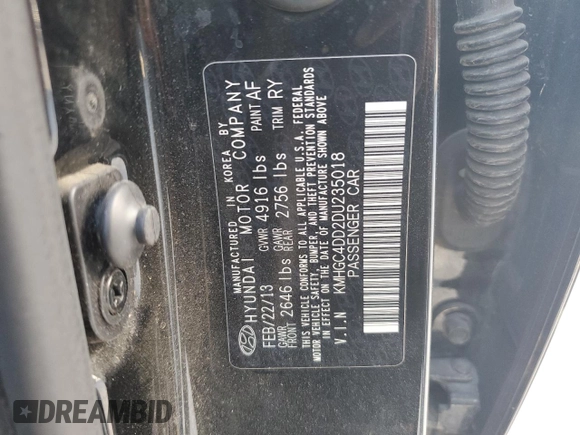 MANUFACTURED IN KOREA BY
HYUNDAI MOTOR COMPANY
FEB/22/13 GVWR 4916 lbs PAINT AF
GAWR FRONT 2646 lbs GAWR REAR 2756 lbs TRIM RY
THIS VEHICLE CONFORMS TO ALL APPLICABLE U.S.A. FEDERAL
MOTOR VEHICLE SAFETY, BUMPER, AND THEFT PREVENTION STANDARDS
IN EFFECT ON THE DATE OF MANUFACTURE SHOWN ABOVE
V.I.N KMHGC4DD2DU235018
PASSENGER CAR
DREAMBID